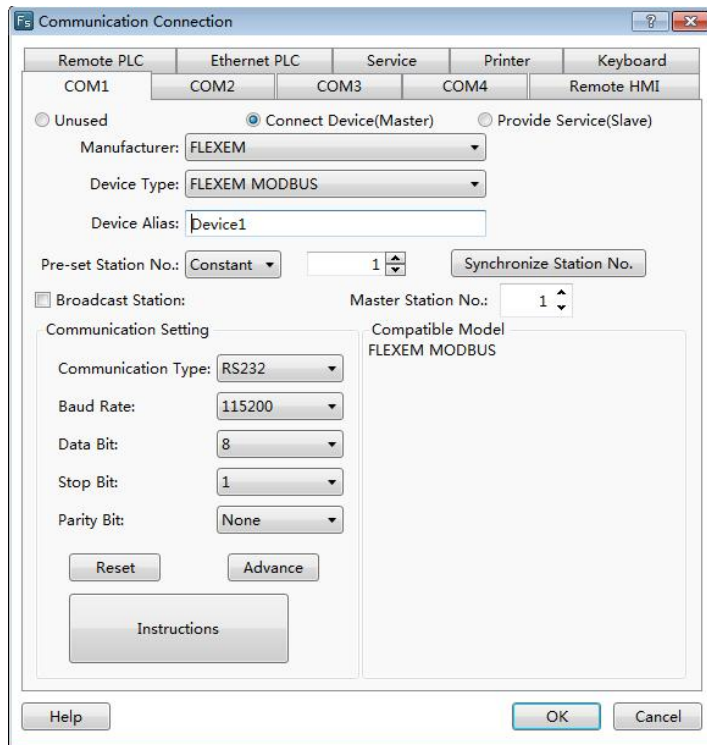 Fs Communication Connection
Remote PLC Ethernet PLC Service Printer Keyboard
COM1 COM2 COM3 COM4 Remote HMI
Unused Connect Device(Master) Provide Service(Slave)
Manufacturer: FLEXEM
Device Type: FLEXEM MODBUS
Device Alias: Device1
Pre-set Station No.: Constant 1 Synchronize Station No.
Broadcast Station: Master Station No.: 1
Communication Setting Compatible Model
FLEXEM MODBUS
Communication Type: RS232
Baud Rate: 115200
Data Bit: 8
Stop Bit: 1
Parity Bit: None
Reset Advance
Instructions
Help OK Cancel